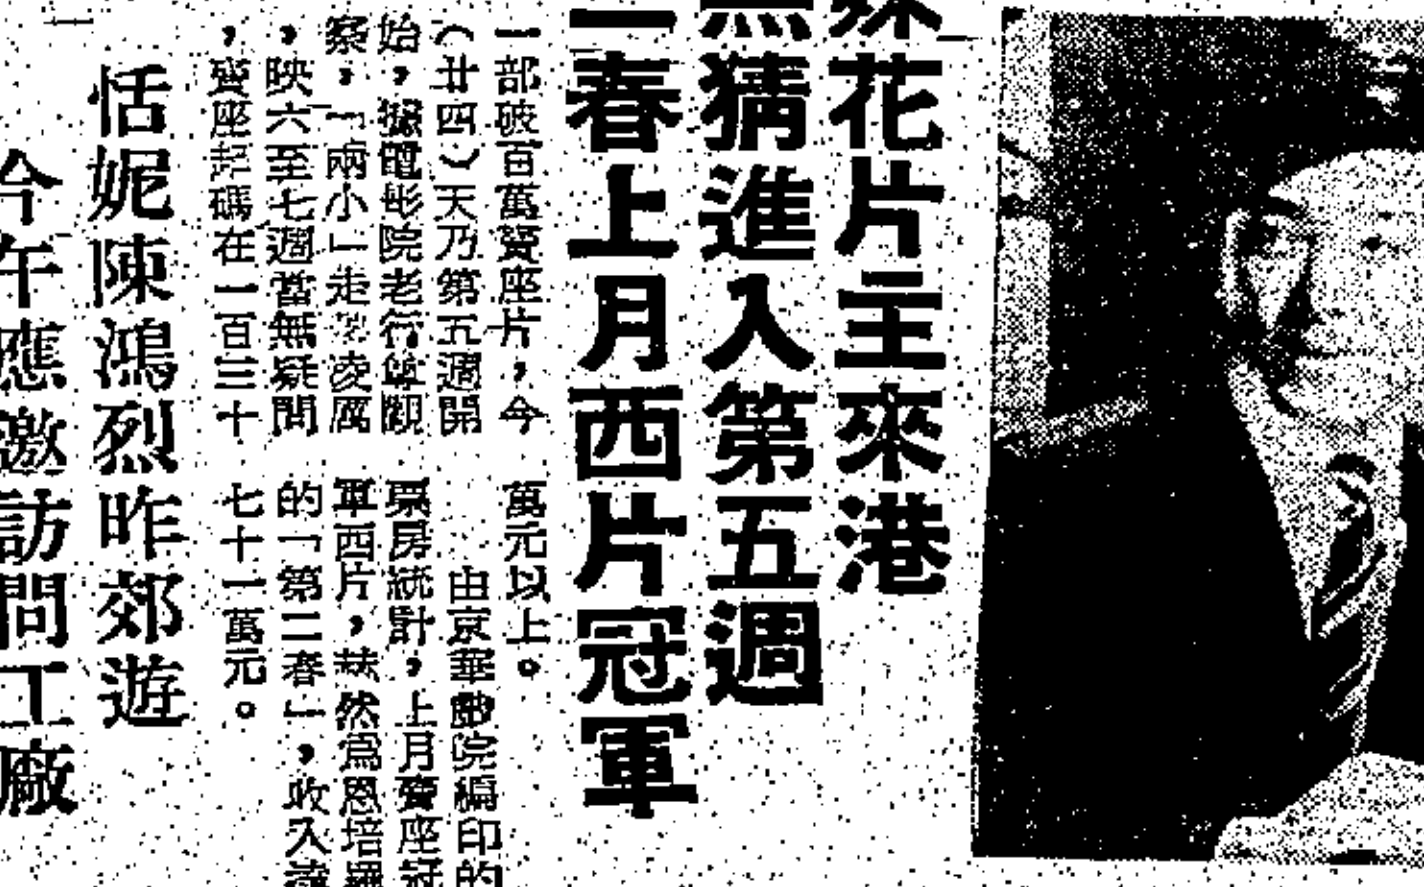 花片主來港
猜進入第五週
春上月西片冠軍
一部破百萬賣座片，今
（廿四）天乃第五週開
始，據電影院老行尊觀
察，「兩小」走勢凌厲
，映六至七週當無疑問
，賣座起碼在一百三十
萬元以上。
由京華戲院編印的
票房統計，上月賣座冠
軍西片，赫然爲恩培羅
的「第二春」，收入達
七十一萬元。
恬妮陳鴻烈昨郊遊
今午應邀訪問工廠